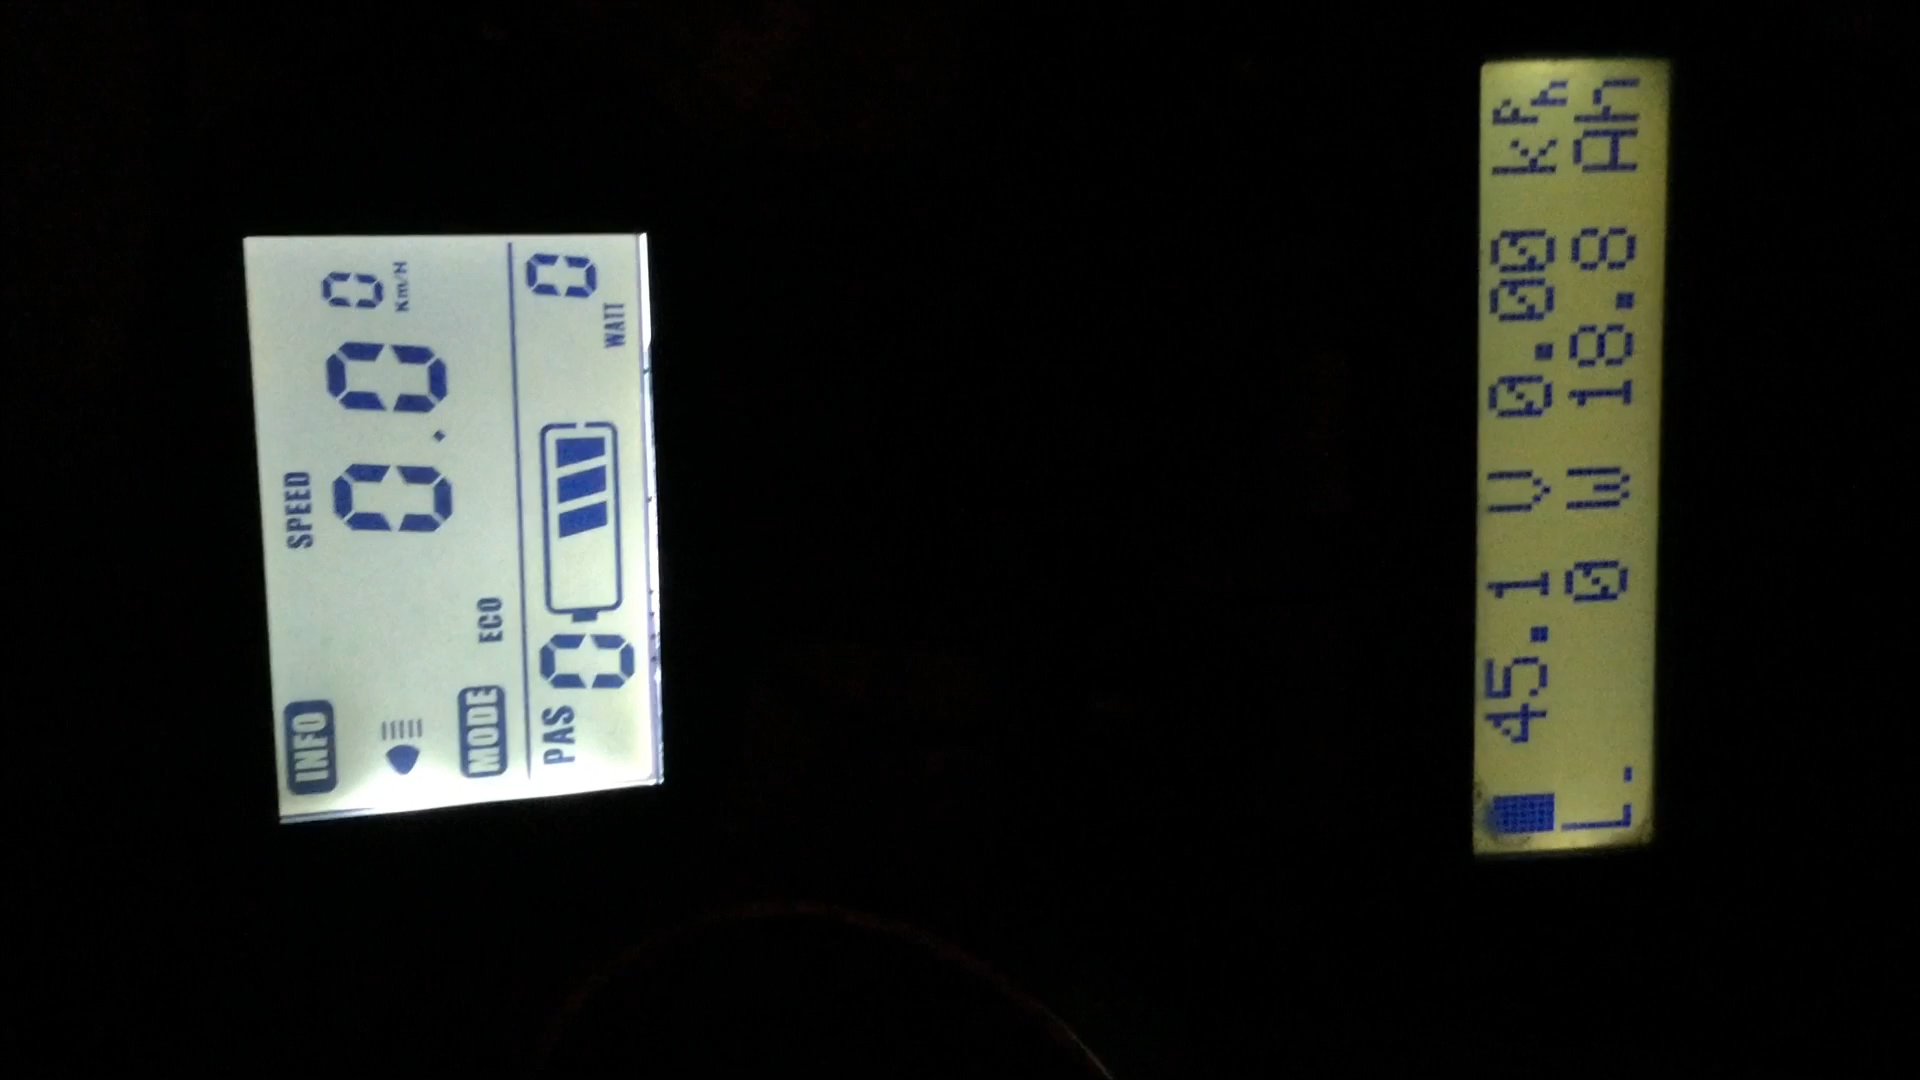 INFO SPEED
0.0 0 Km/H
MODE ECO
PAS 0 WATT 0
45.1 V 0.00 kPh
L. 0 W 18.8 Ah